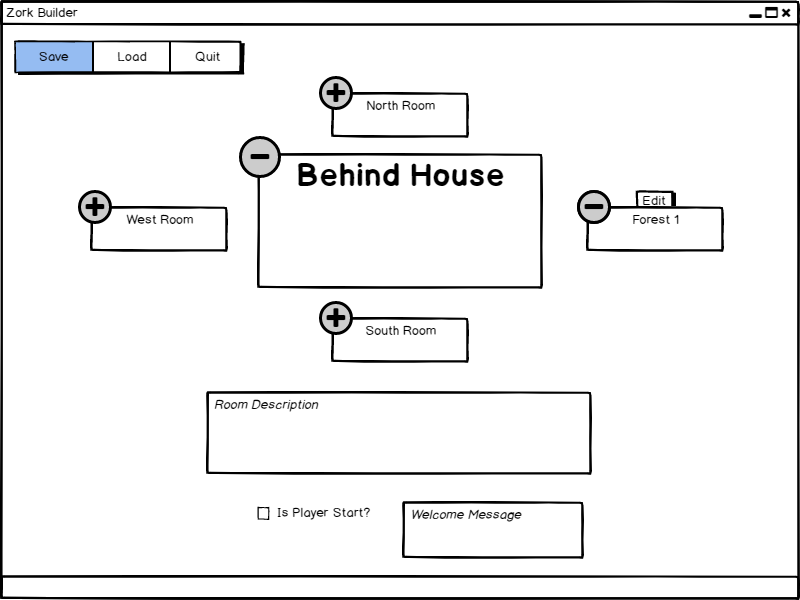 Zork Builder
Save Load Quit
North Room
Behind House
West Room
Edit
Forest 1
South Room
Room Description
Is Player Start?
Welcome Message